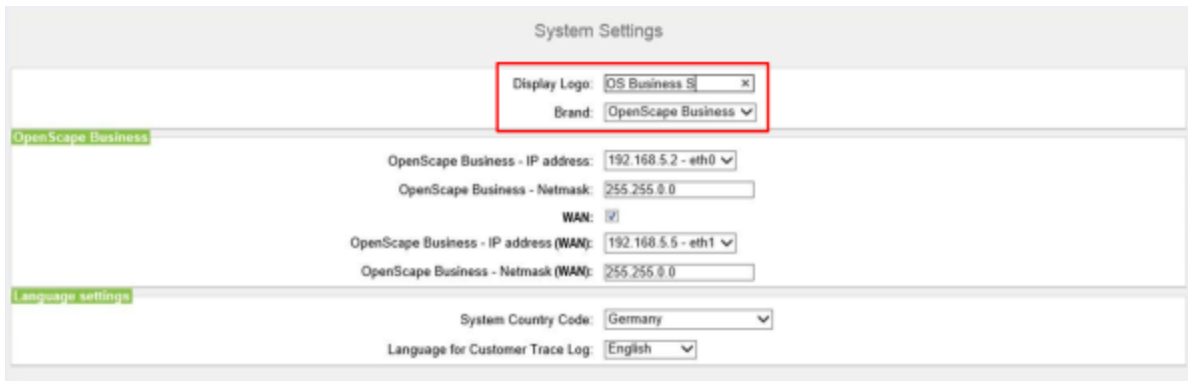 System Settings
Display Logo: OS Business S ×
Brand: OpenScape Business
OpenScape Business
OpenScape Business - IP address: 192.168.5.2 - eth0
OpenScape Business - Netmask: 255.255.0.0
WAN:
OpenScape Business - IP address (WAN): 192.168.5.5 - eth1
OpenScape Business - Netmask (WAN): 255.255.0.0
Language settings
System Country Code: Germany
Language for Customer Trace Log: English